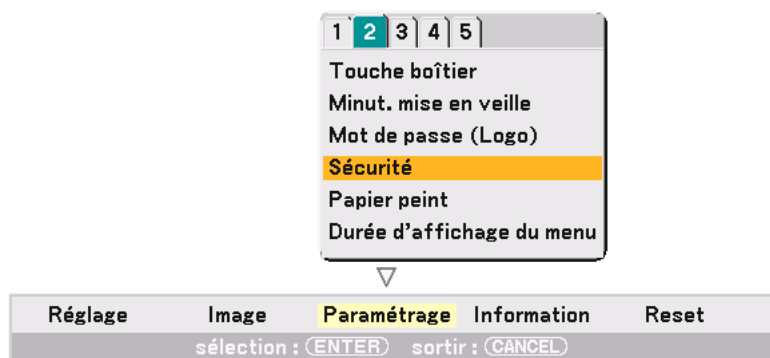 1 2 3 4 5
Touche boîtier
Minut. mise en veille
Mot de passe (Logo)
Sécurité
Papier peint
Durée d'affichage du menu
Réglage Image Paramétrage Information Reset
sélection : ENTER sortir : CANCEL